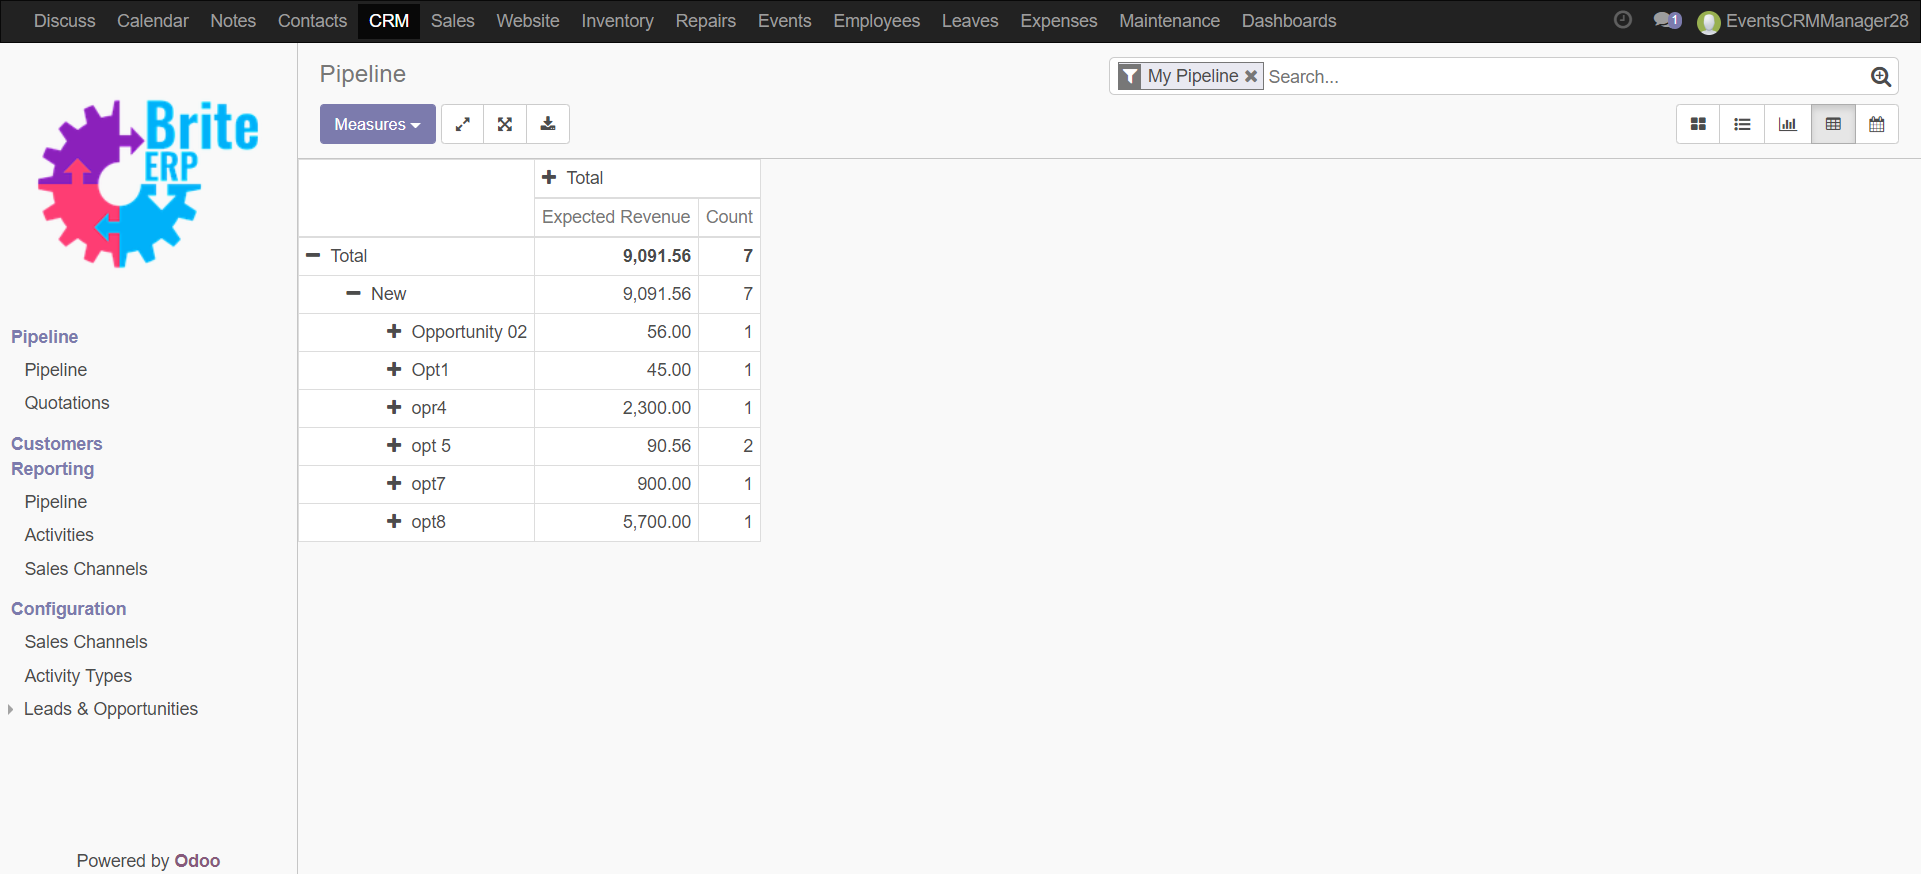 Discuss Calendar Notes Contacts CRM Sales Website Inventory Repairs Events Employees Leaves Expenses Maintenance Dashboards 1 EventsCRMManager28
Brite
ERP
Pipeline
Pipeline
Quotations
Customers
Reporting
Pipeline
Activities
Sales Channels
Configuration
Sales Channels
Activity Types
Leads & Opportunities
Powered by Odoo
Pipeline
My Pipeline Search...
Measures
Total
Expected Revenue Count
Total 9,091.56 7
New 9,091.56 7
Opportunity 02 56.00 1
Opt1 45.00 1
opr4 2,300.00 1
opt 5 90.56 2
opt7 900.00 1
opt8 5,700.00 1